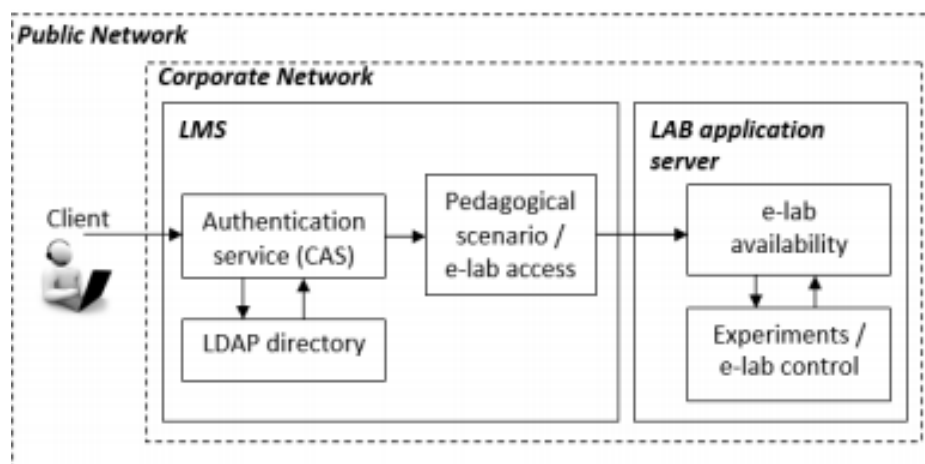 Public Network
Corporate Network
LMS
LAB application
server
Client
Authentication
service (CAS)
Pedagogical
scenario /
e-lab access
e-lab
availability
LDAP directory
Experiments /
e-lab control